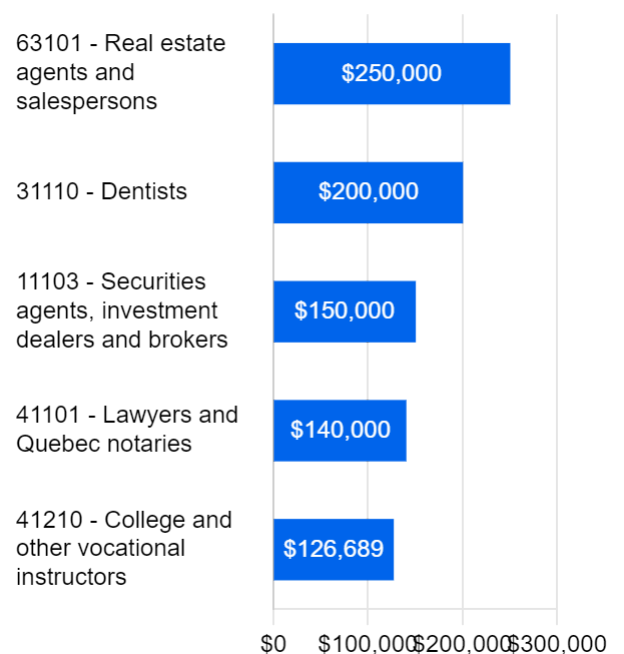 63101 - Real estate
agents and
salespersons
$250,000
31110 - Dentists
$200,000
11103 - Securities
agents, investment
dealers and brokers
$150,000
41101 - Lawyers and
Quebec notaries
$140,000
41210 - College and
other vocational
instructors
$126,689
$0 $100,000 $200,000 $300,000